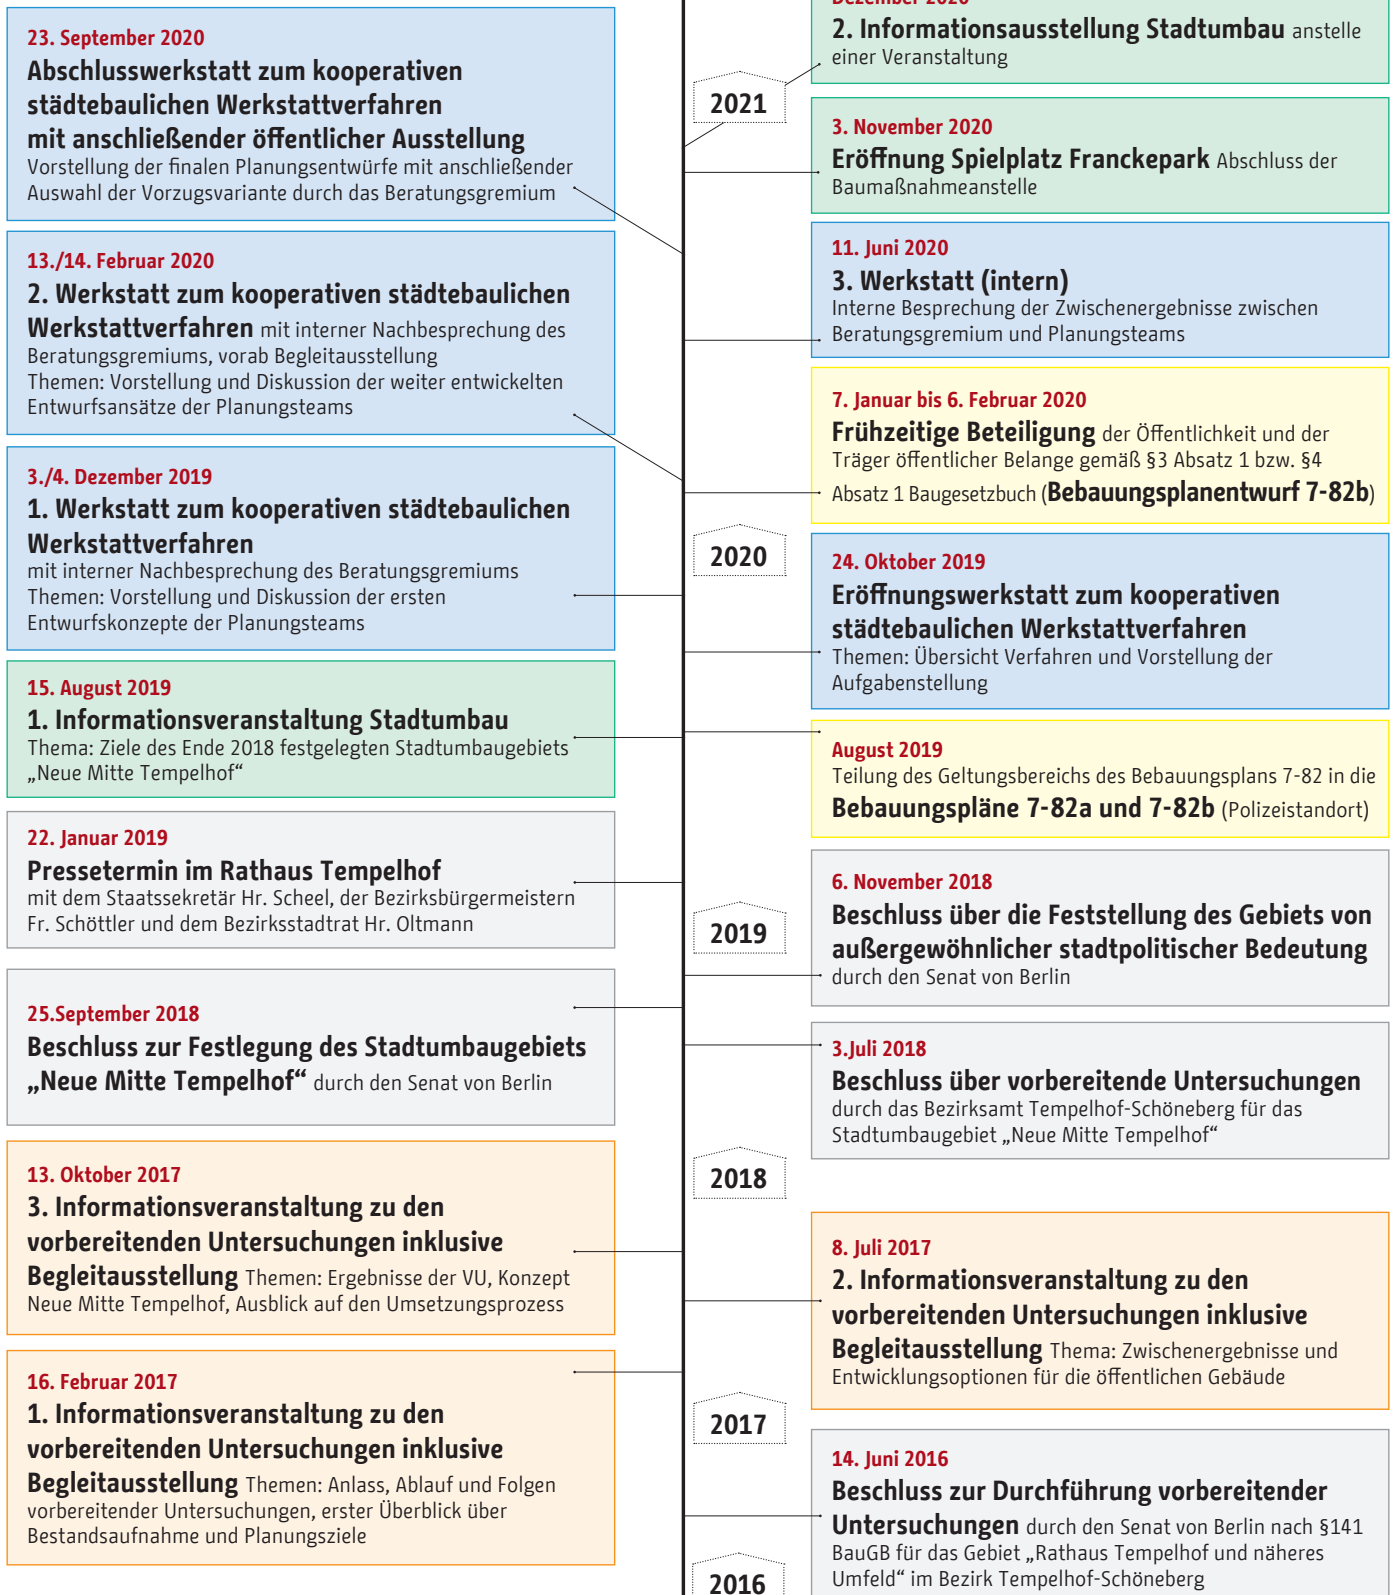 23. September 2020
Abschlusswerkstatt zum kooperativen
städtebaulichen Werkstattverfahren
mit anschließender öffentlicher Ausstellung
Vorstellung der finalen Planungsentwürfe mit anschließender
Auswahl der Vorzugsvariante durch das Beratungsgremium
13./14. Februar 2020
2. Werkstatt zum kooperativen städtebaulichen
Werkstattverfahren mit interner Nachbesprechung des
Beratungsgremiums, vorab Begleitausstellung
Themen: Vorstellung und Diskussion der weiter entwickelten
Entwurfsansätze der Planungsteams
3./4. Dezember 2019
1. Werkstatt zum kooperativen städtebaulichen
Werkstattverfahren
mit interner Nachbesprechung des Beratungsgremiums
Themen: Vorstellung und Diskussion der ersten
Entwurfskonzepte der Planungsteams
15. August 2019
1. Informationsveranstaltung Stadtumbau
Thema: Ziele des Ende 2018 festgelegten Stadtumbaugebiets
„Neue Mitte Tempelhof“
22. Januar 2019
Pressetermin im Rathaus Tempelhof
mit dem Staatssekretär Hr. Scheel, der Bezirksbürgermeistern
Fr. Schöttler und dem Bezirksstadtrat Hr. Oltmann
25.September 2018
Beschluss zur Festlegung des Stadtumbaugebiets
„Neue Mitte Tempelhof“ durch den Senat von Berlin
13. Oktober 2017
3. Informationsveranstaltung zu den
vorbereitenden Untersuchungen inklusive
Begleitausstellung Themen: Ergebnisse der VU, Konzept
Neue Mitte Tempelhof, Ausblick auf den Umsetzungsprozess
16. Februar 2017
1. Informationsveranstaltung zu den
vorbereitenden Untersuchungen inklusive
Begleitausstellung Themen: Anlass, Ablauf und Folgen
vorbereitender Untersuchungen, erster Überblick über
Bestandsaufnahme und Planungsziele
2021
2020
2019
2018
2017
2016
Dezember 2020
2. Informationsausstellung Stadtumbau anstelle
einer Veranstaltung
3. November 2020
Eröffnung Spielplatz Franckepark Abschluss der
Baumaßnahmeanstelle
11. Juni 2020
3. Werkstatt (intern)
Interne Besprechung der Zwischenergebnisse zwischen
Beratungsgremium und Planungsteams
7. Januar bis 6. Februar 2020
Frühzeitige Beteiligung der Öffentlichkeit und der
Träger öffentlicher Belange gemäß §3 Absatz 1 bzw. §4
Absatz 1 Baugesetzbuch (Bebauungsplanentwurf 7-82b)
24. Oktober 2019
Eröffnungswerkstatt zum kooperativen
städtebaulichen Werkstattverfahren
Themen: Übersicht Verfahren und Vorstellung der
Aufgabenstellung
August 2019
Teilung des Geltungsbereichs des Bebauungsplans 7-82 in die
Bebauungspläne 7-82a und 7-82b (Polizeistandort)
6. November 2018
Beschluss über die Feststellung des Gebiets von
außergewöhnlicher stadtpolitischer Bedeutung
durch den Senat von Berlin
3.Juli 2018
Beschluss über vorbereitende Untersuchungen
durch das Bezirksamt Tempelhof-Schöneberg für das
Stadtumbaugebiet „Neue Mitte Tempelhof“
8. Juli 2017
2. Informationsveranstaltung zu den
vorbereitenden Untersuchungen inklusive
Begleitausstellung Thema: Zwischenergebnisse und
Entwicklungsoptionen für die öffentlichen Gebäude
14. Juni 2016
Beschluss zur Durchführung vorbereitender
Untersuchungen durch den Senat von Berlin nach §141
BauGB für das Gebiet „Rathaus Tempelhof und näheres
Umfeld“ im Bezirk Tempelhof-Schöneberg